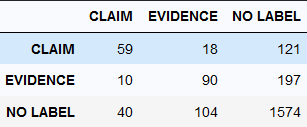 CLAIM EVIDENCE NO LABEL
CLAIM 59 18 121
EVIDENCE 10 90 197
NO LABEL 40 104 1574